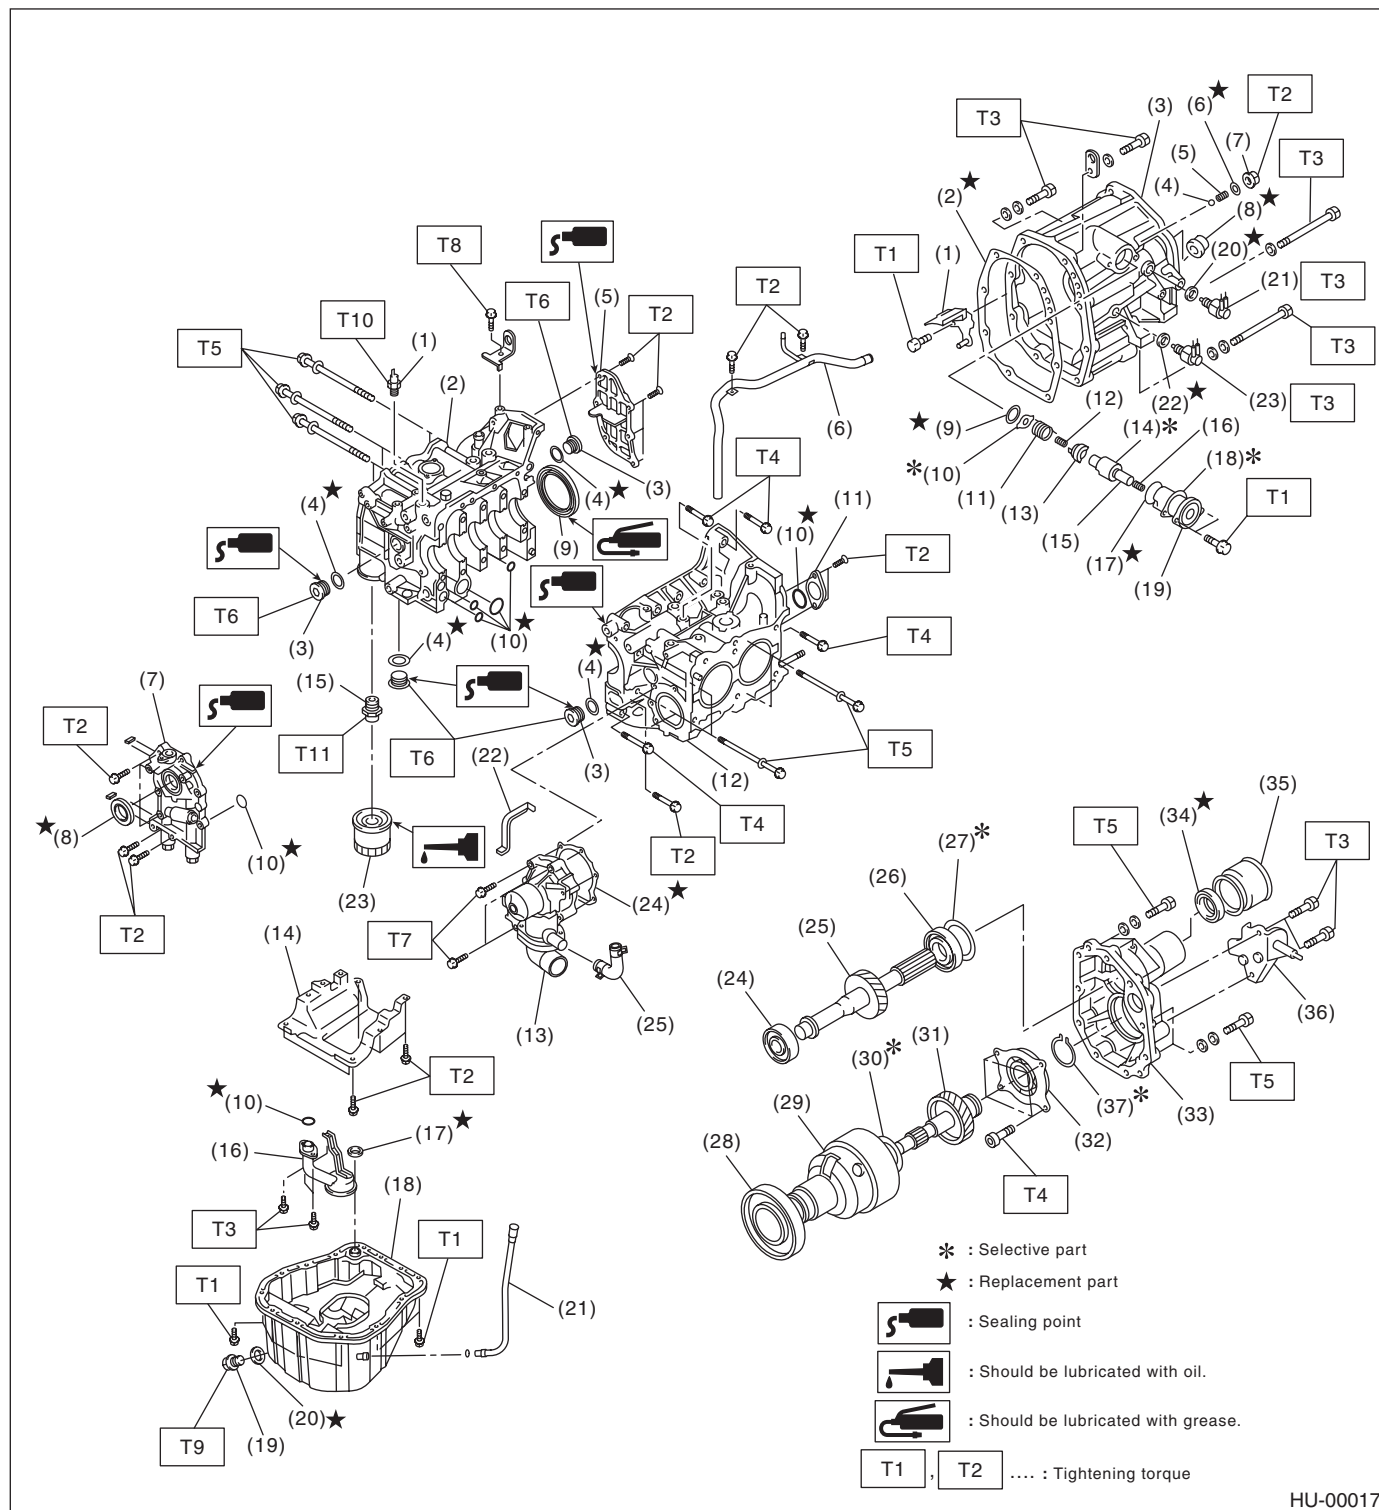 T3
(3)
(6)★
T2
(7)
(5)
T3
(4)
(2)★
(8)★
T8
(20)★
T1
(1)
T6
(5)
T2
T2
T3
(21)
T10
(1)
T5
(2)
T3
(12)
(22)★
(23)
T3
★
(9)
(14)*
(16)
(6)
*(10)
(18)*
T4
(11)
T1
(4)★
(3)
(13)
(4)★
(11)
(15)
(9)
(10)★
(17)★
T2
(19)
T6
(3)
(10)★
(4)★
T4
★
(4)
(7)
(15)
T2
T11
T6
(22)
(3)
(12)
T5
★(8)
(10)★
T4
T2
(35)
(34)★
T5
T3
(27)*
(23)
(24)★
(26)
T2
T7
(14)
(25)
(24)
(13)
(25)
(36)
(31)
(30)*
T2
T5
★
(10)
(37)*
(33)
(17)★
(29)
(32)
(16)
(28)
(18)
T4
T3
T1
* : Selective part
T1
★ : Replacement part
(21)
: Sealing point
: Should be lubricated with oil.
(20)★
: Should be lubricated with grease.
T9
(19)
T1 , T2 .... : Tightening torque
HU-00017